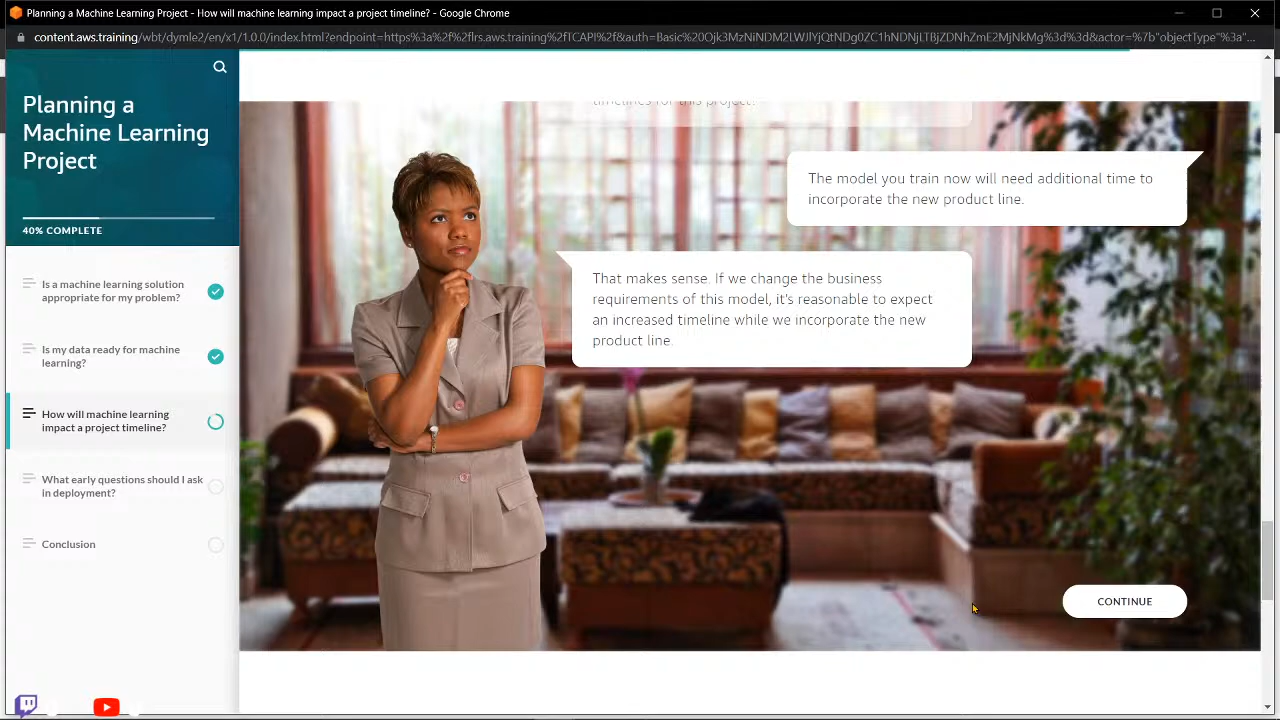 Planning a Machine Learning Project - How will machine learning impact a project timeline? - Google Chrome
Planning a
Machine Learning
Project
40% COMPLETE
Is a machine learning solution
appropriate for my problem?
Is my data ready for machine
learning?
How will machine learning
impact a project timeline?
What early questions should I ask
in deployment?
Conclusion
timelines for this project?
The model you train now will need additional time to
incorporate the new product line.
That makes sense. If we change the business
requirements of this model, it's reasonable to expect
an increased timeline while we incorporate the new
product line.
CONTINUE